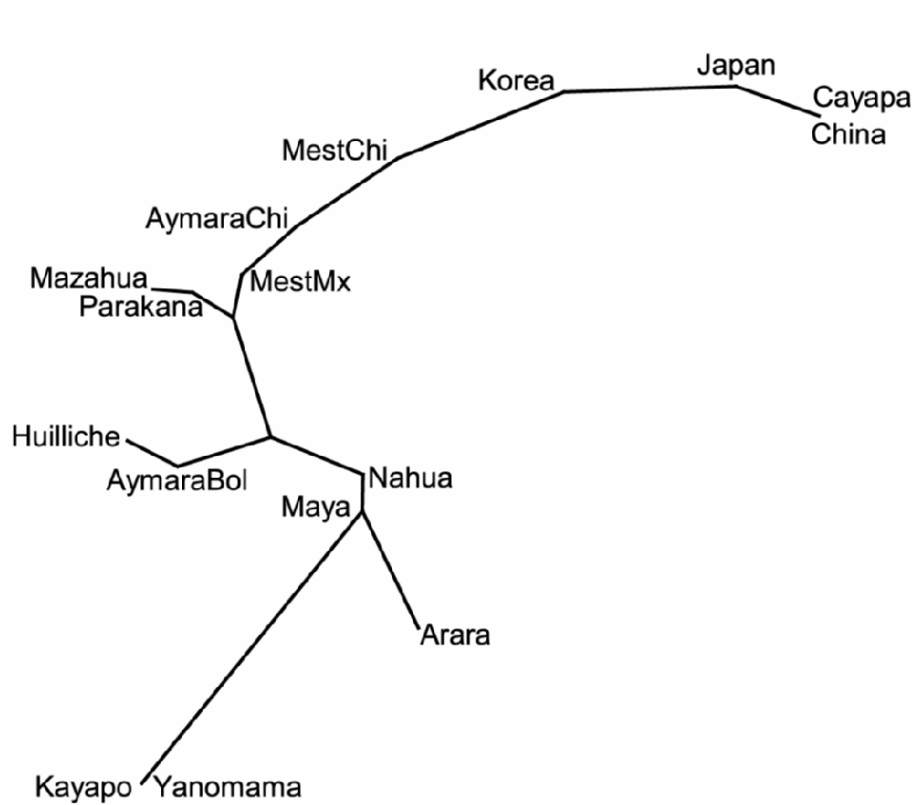 Japan
Korea
Cayapa
China
MestChi
AymaraChi
Mazahua
MestMx
Parakana
Huilliche
AymaraBol
Nahua
Maya
Arara
Kayapo
Yanomama